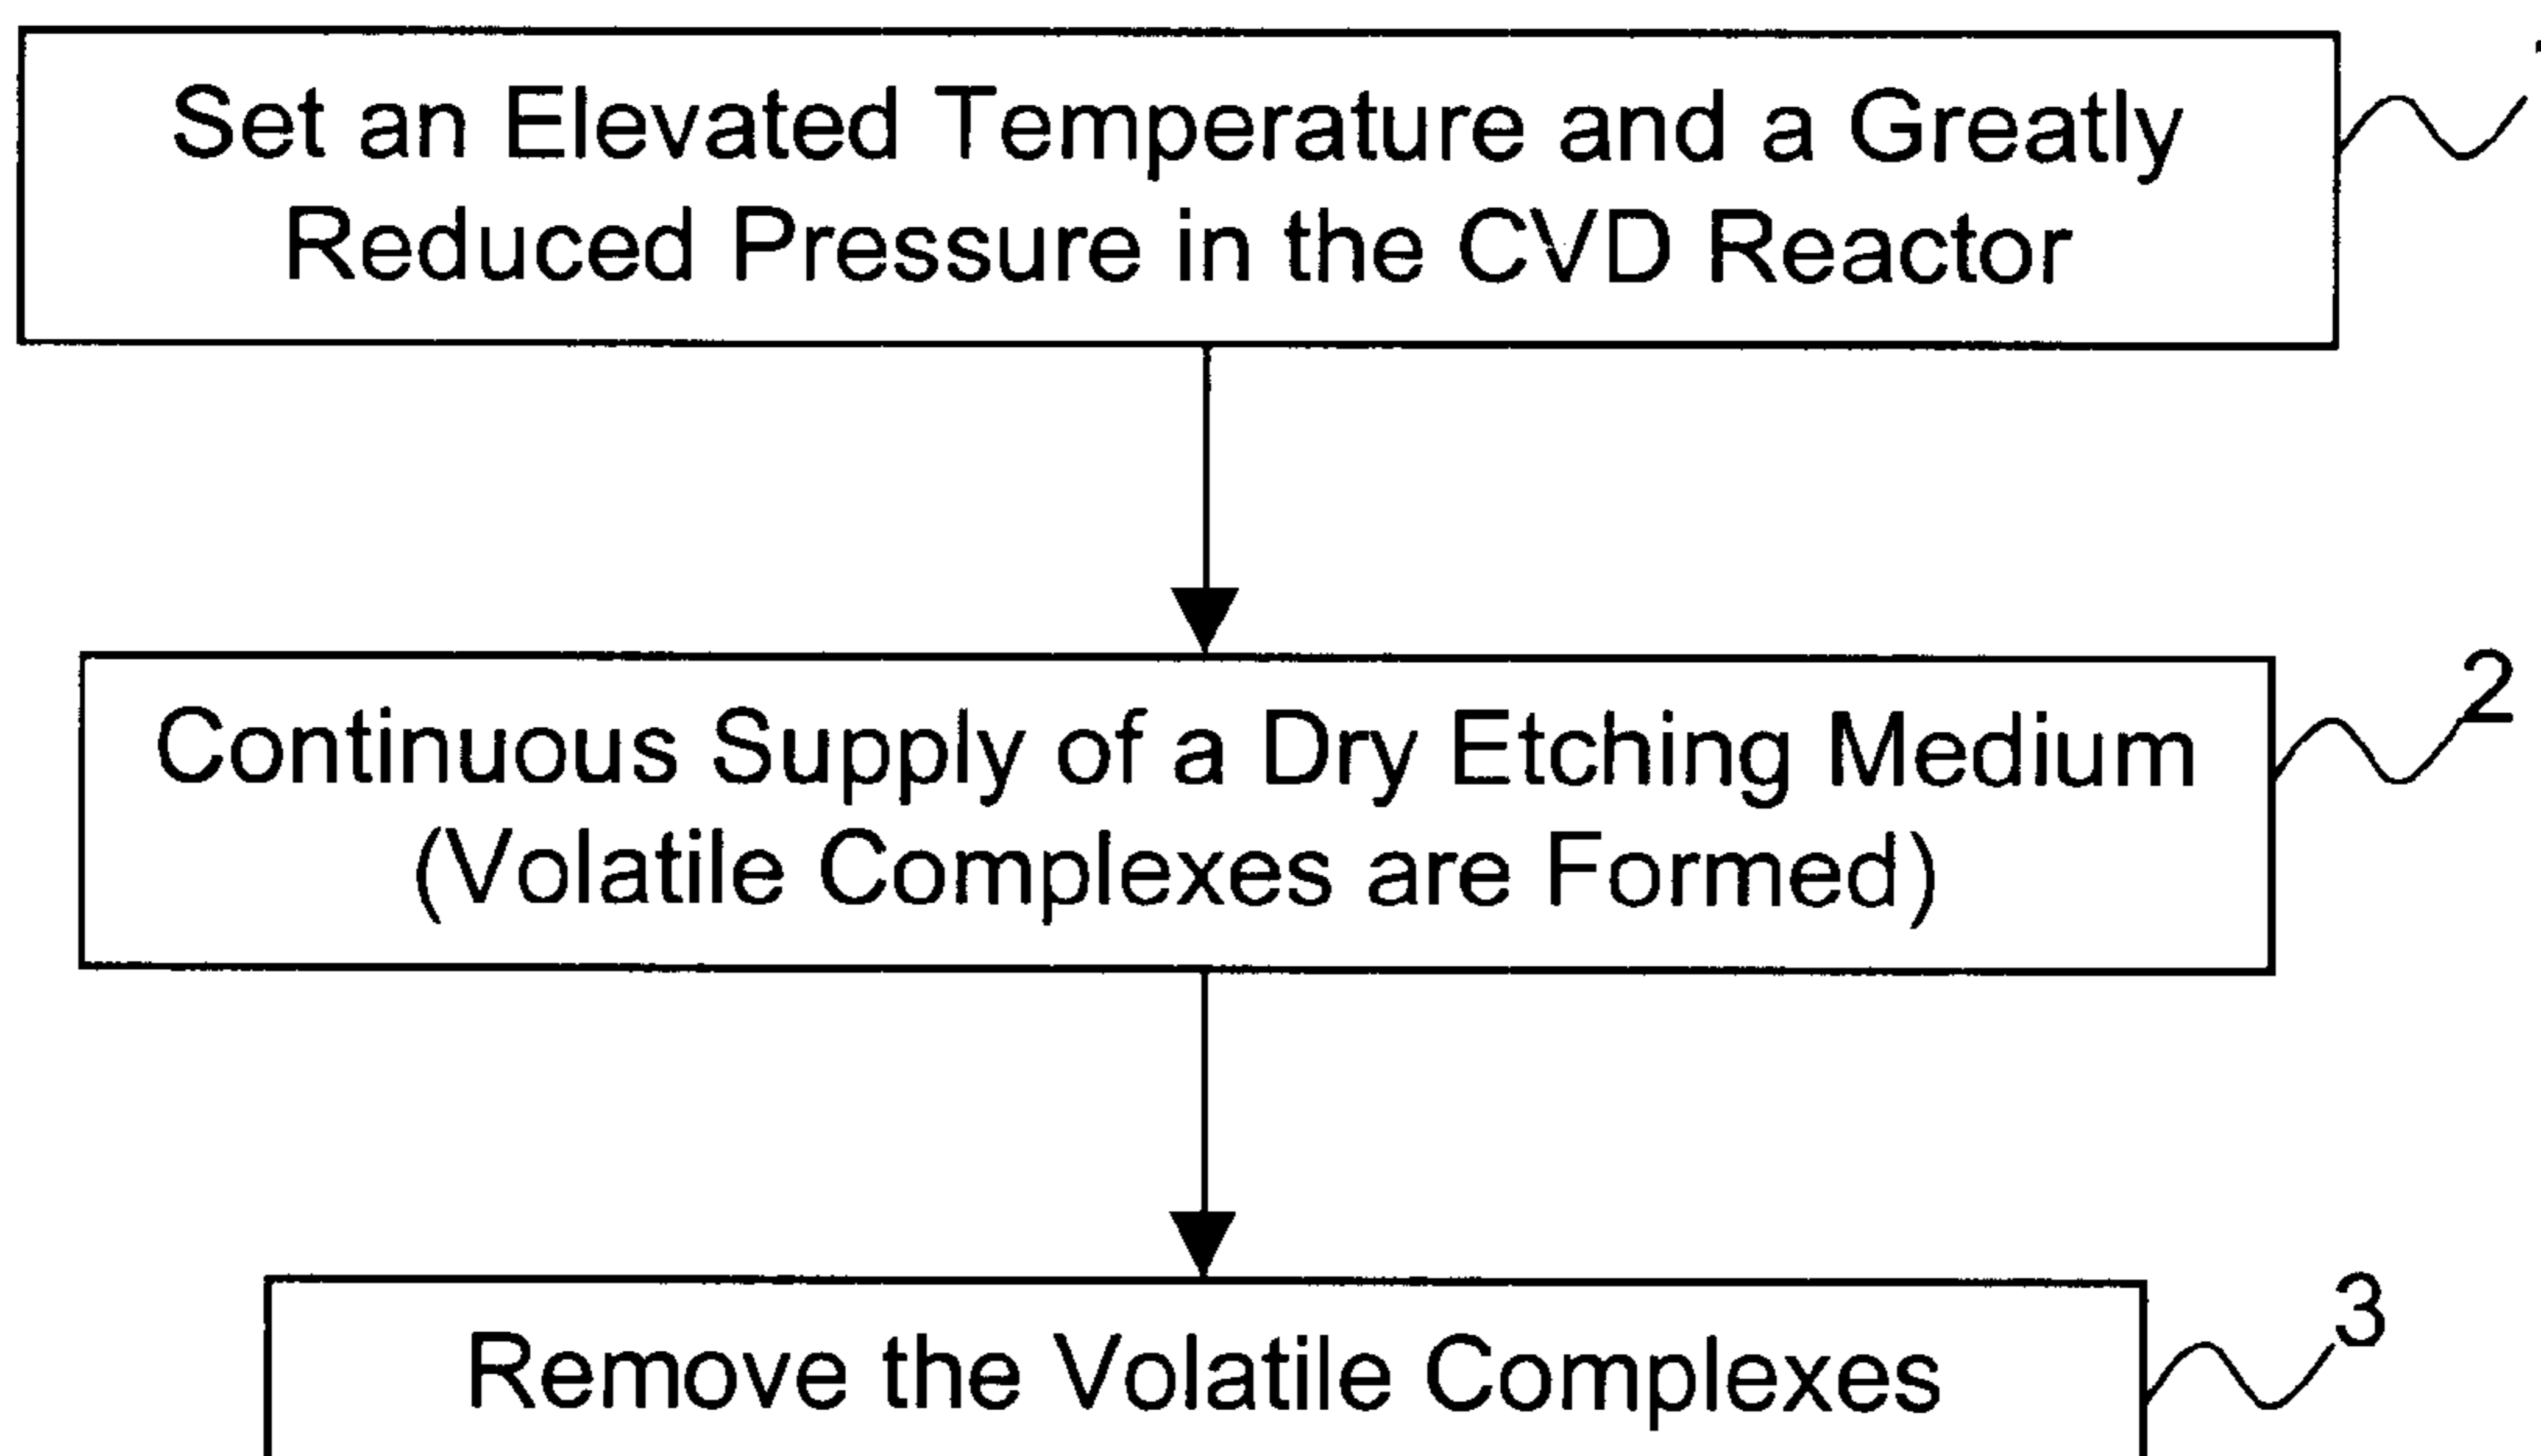 Set an Elevated Temperature and a Greatly
Reduced Pressure in the CVD Reactor
Continuous Supply of a Dry Etching Medium
2
(Volatile Complexes are Formed)
3
Remove the Volatile Complexes